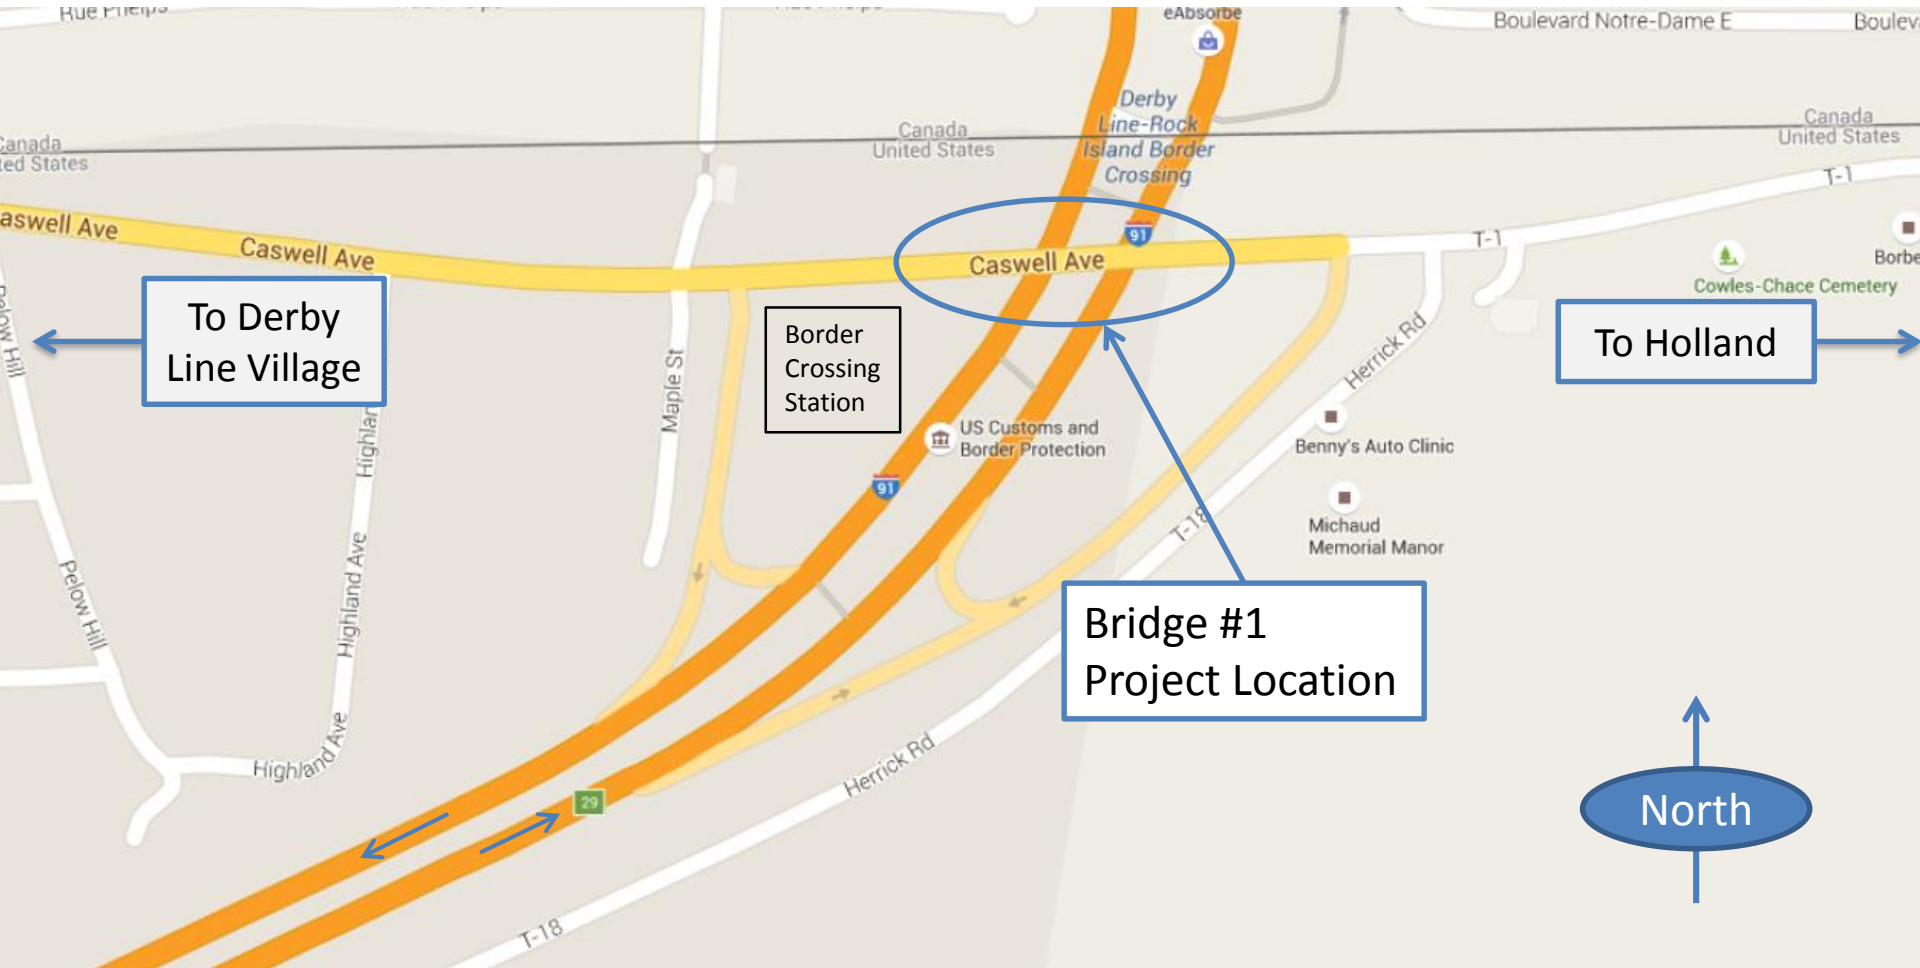 Rue Phelps
eAbsorbe
Boulevard Notre-Dame E
Derby
Line-Rock
Island Border
Crossing
Canada
United States
Canada
United States
Canada
United States
T-1
T-1
Caswell Ave
Caswell Ave
Caswell Ave
91
Cowles-Chace Cemetery
To Derby
Line Village
Border
Crossing
Station
To Holland
Pelow Hill
Maple St
Herrick Rd
Highland
US Customs and
Border Protection
Benny's Auto Clinic
91
T-18
Michaud
Memorial Manor
Pelow Hill
Highland Ave
Bridge #1
Project Location
Highland Ave
Herrick Rd
29
North
T-18